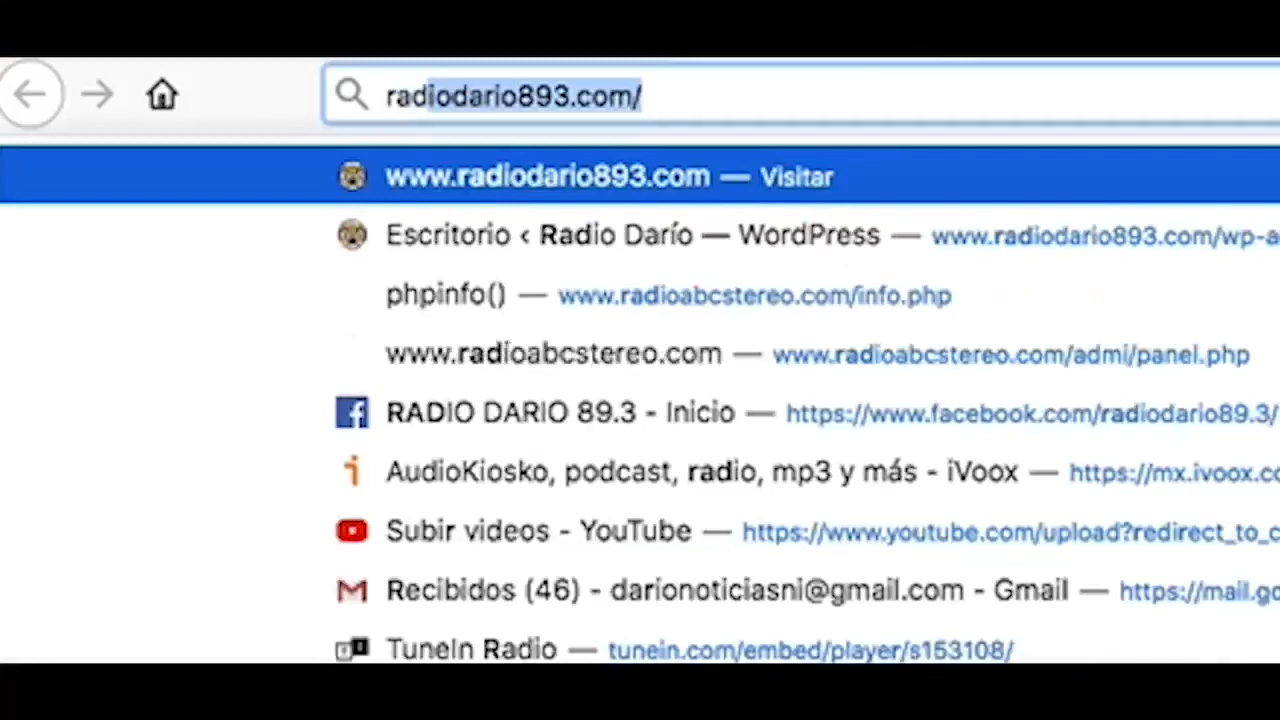 radiodario893.com/
www.radiodario893.com — Visitar
Escritorio ‹ Radio Darío — WordPress — www.radiodario893.com/wp-a
phpinfo() — www.radioabcstereo.com/info.php
www.radioabcstereo.com — www.radioabcstereo.com/admi/panel.php
RADIO DARIO 89.3 - Inicio — https://www.facebook.com/radiodario89.3/
AudioKiosko, podcast, radio, mp3 y más - iVoox — https://mx.ivoox.co
Subir videos - YouTube — https://www.youtube.com/upload?redirect_to_c
Recibidos (46) - darionoticiasni@gmail.com - Gmail — https://mail.go
TuneIn Radio — tunein.com/embed/player/s153108/